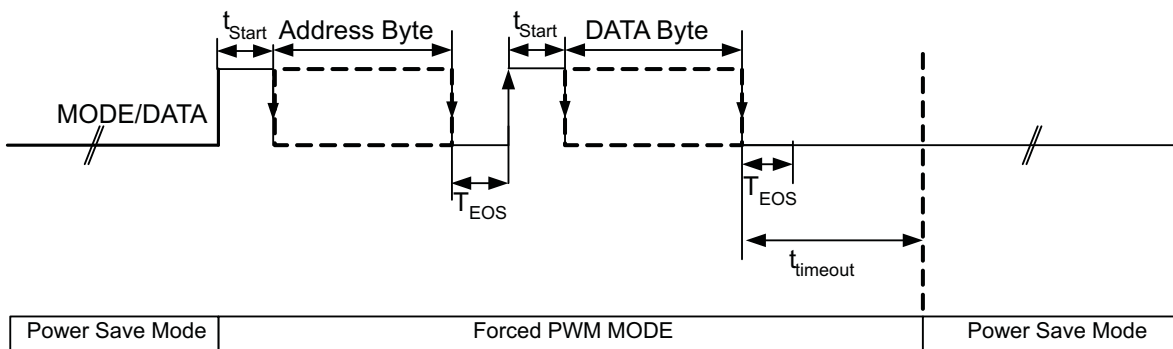 tStart Address Byte tStart DATA Byte
MODE/DATA
TEOS TEOS
ttimeout
Power Save Mode Forced PWM MODE Power Save Mode